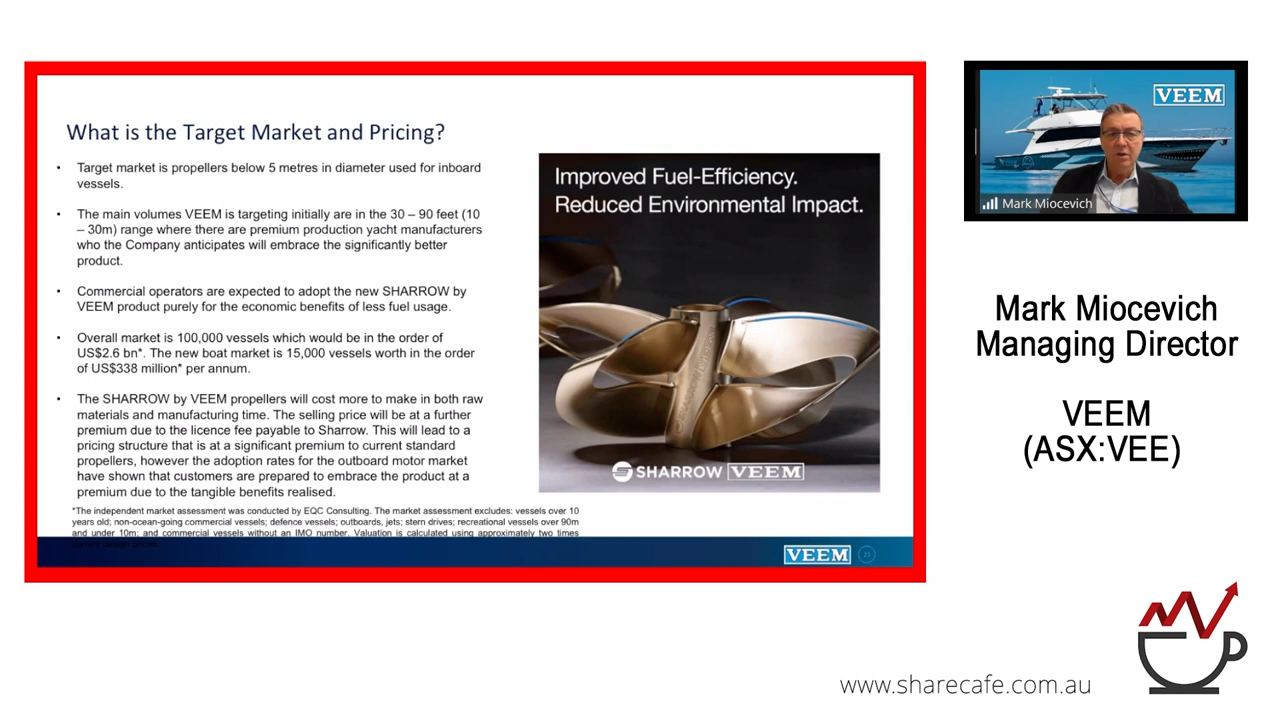 What is the Target Market and Pricing?
• Target market is propellers below 5 metres in diameter used for inboard
vessels.
• The main volumes VEEM is targeting initially are in the 30 – 90 feet (10
– 30m) range where there are premium production yacht manufacturers
who the Company anticipates will embrace the significantly better
product.
• Commercial operators are expected to adopt the new SHARROW by
VEEM product purely for the economic benefits of less fuel usage.
• Overall market is 100,000 vessels which would be in the order of
US$2.6 bn*. The new boat market is 15,000 vessels worth in the order
of US$338 million* per annum.
• The SHARROW by VEEM propellers will cost more to make in both raw
materials and manufacturing time. The selling price will be at a further
premium due to the licence fee payable to Sharrow. This will lead to a
pricing structure that is at a significant premium to current standard
propellers, however the adoption rates for the outboard motor market
have shown that customers are prepared to embrace the product at a
premium due to the tangible benefits realised.
*The independent market assessment was conducted by EQC Consulting. The market assessment excludes: vessels over 10
years old; non-ocean-going commercial vessels; defence vessels; outboards, jets; stern drives; recreational vessels over 90m
and under 10m; and commercial vessels without an IMO number. Valuation is calculated using approximately two times
Improved Fuel-Efficiency.
Reduced Environmental Impact.
SHARROW VEEM
VEEM
VEEM
Mark Miocevich
Mark Miocevich
Managing Director
VEEM
(ASX:VEE)
www.sharecafe.com.au